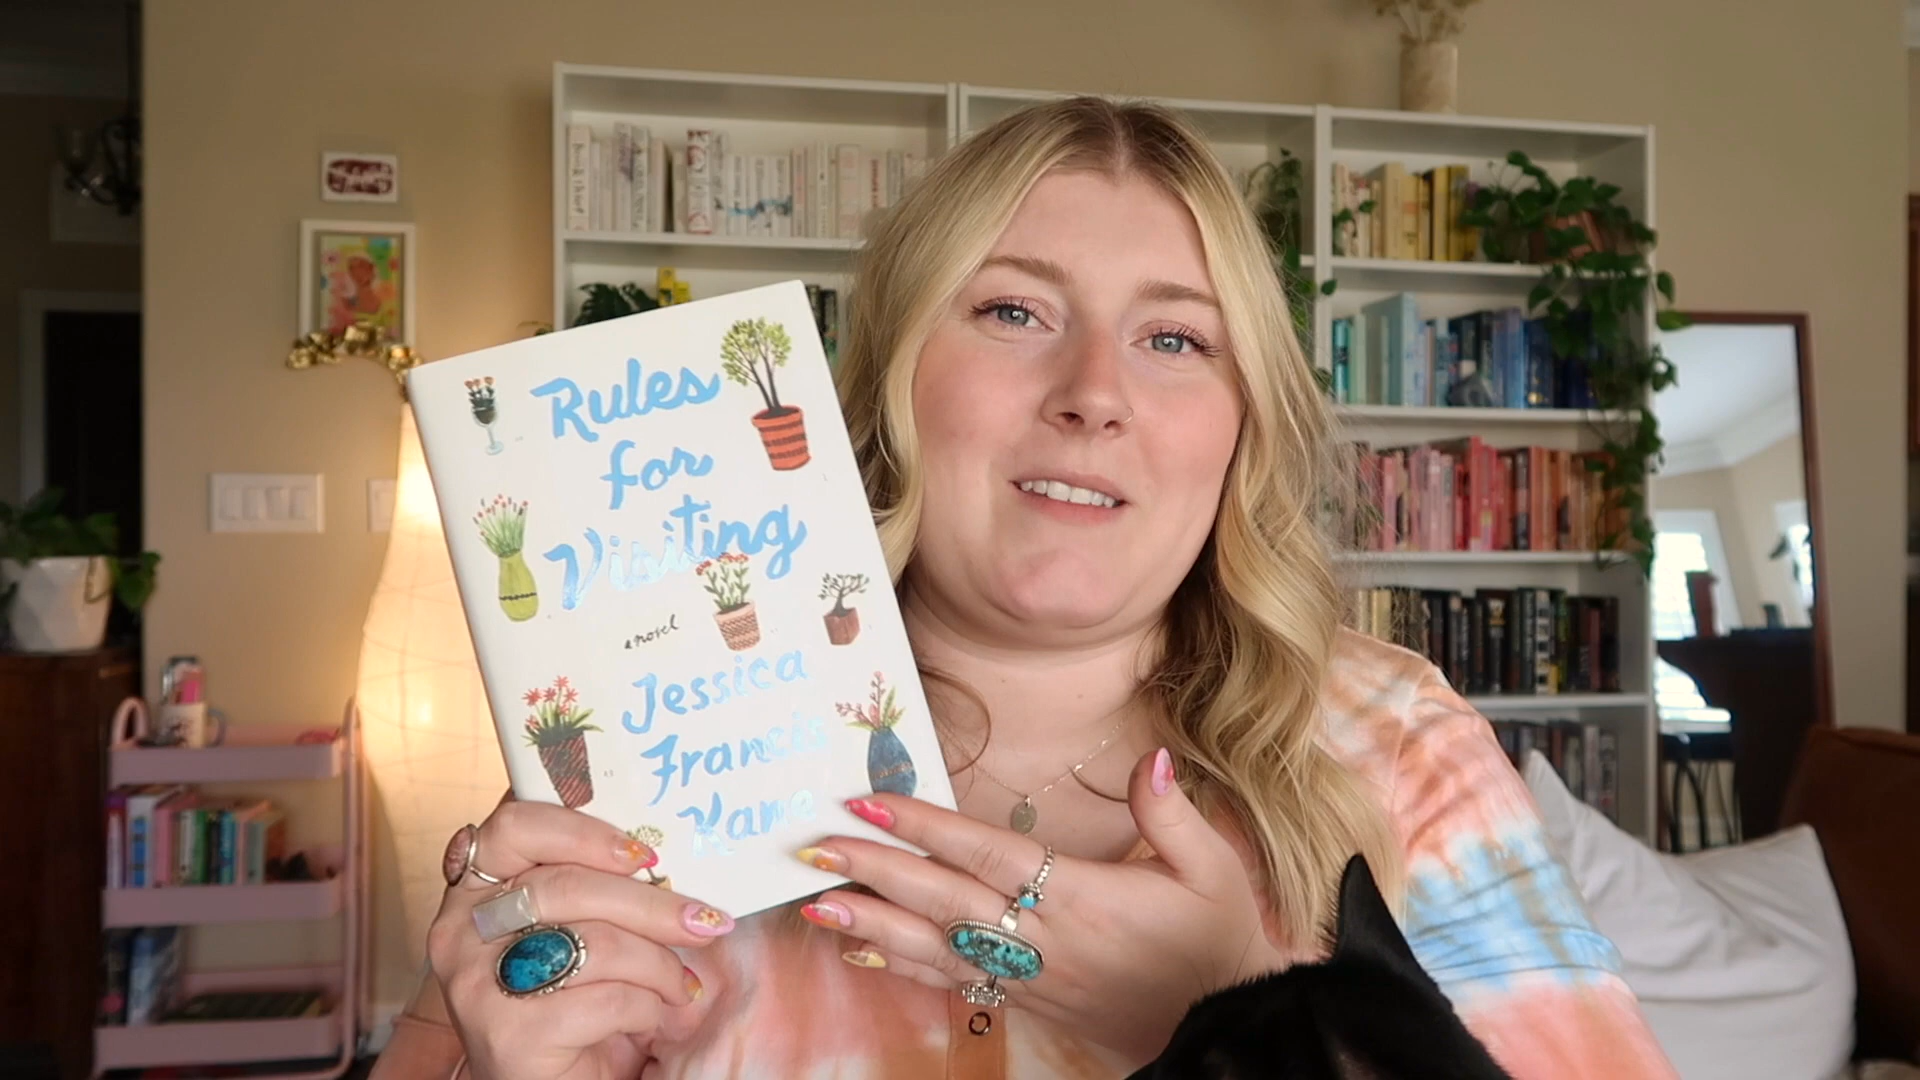 Rules
for
Visiting
a novel
Jessica
Francis
Kane